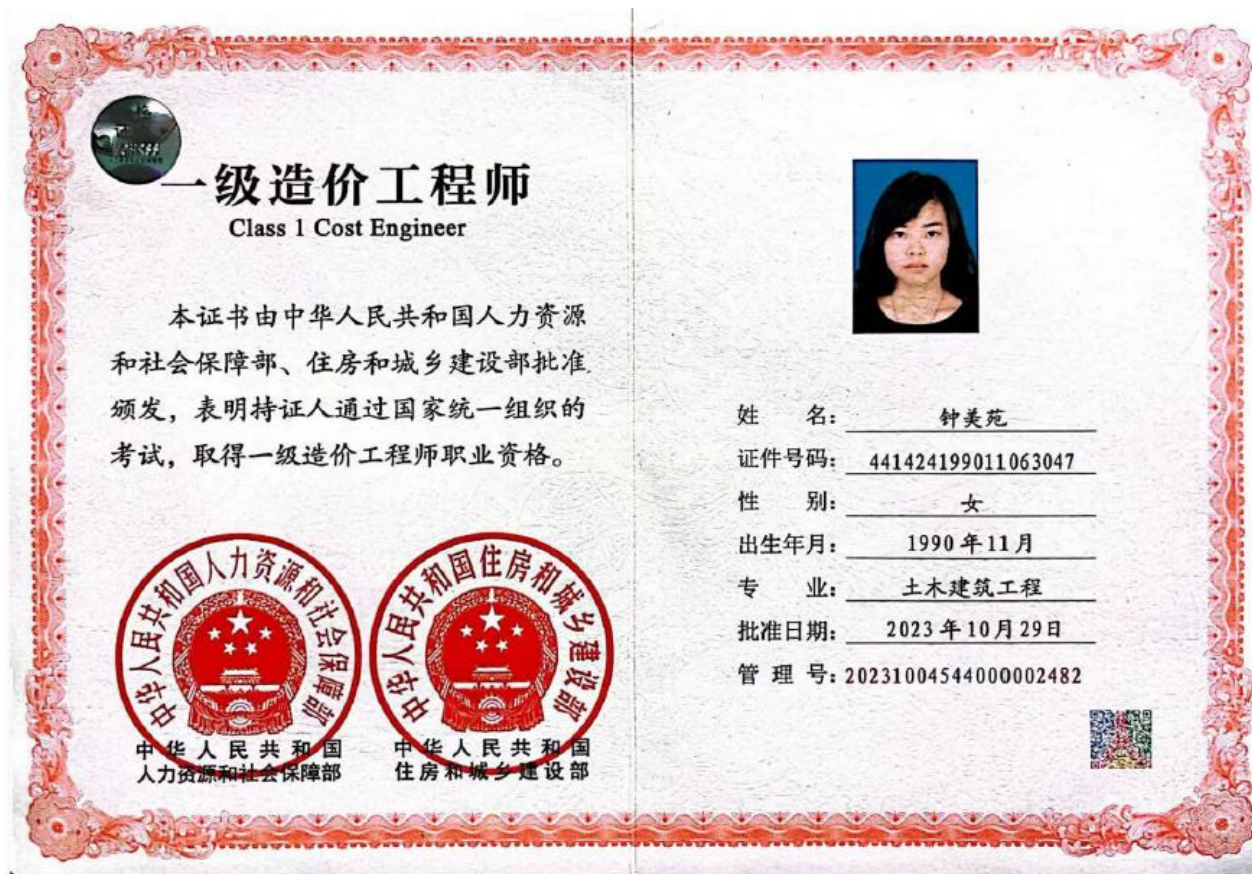 一级造价工程师
Class 1 Cost Engineer
本证书由中华人民共和国人力资源
和社会保障部、住房和城乡建设部批准
颁发，表明持证人通过国家统一组织的
考试，取得一级造价工程师职业资格。
中华人民共和国人力资源和社会保障部
中华人民共和国
人力资源和社会保障部
中华人民共和国住房和城乡建设部
中华人民共和国
住房和城乡建设部
姓 名：钟美苑
证件号码：441424199011063047
性 别：女
出生年月：1990年11月
专 业：土木建筑工程
批准日期：2023年10月29日
管 理 号：20231004544000002482